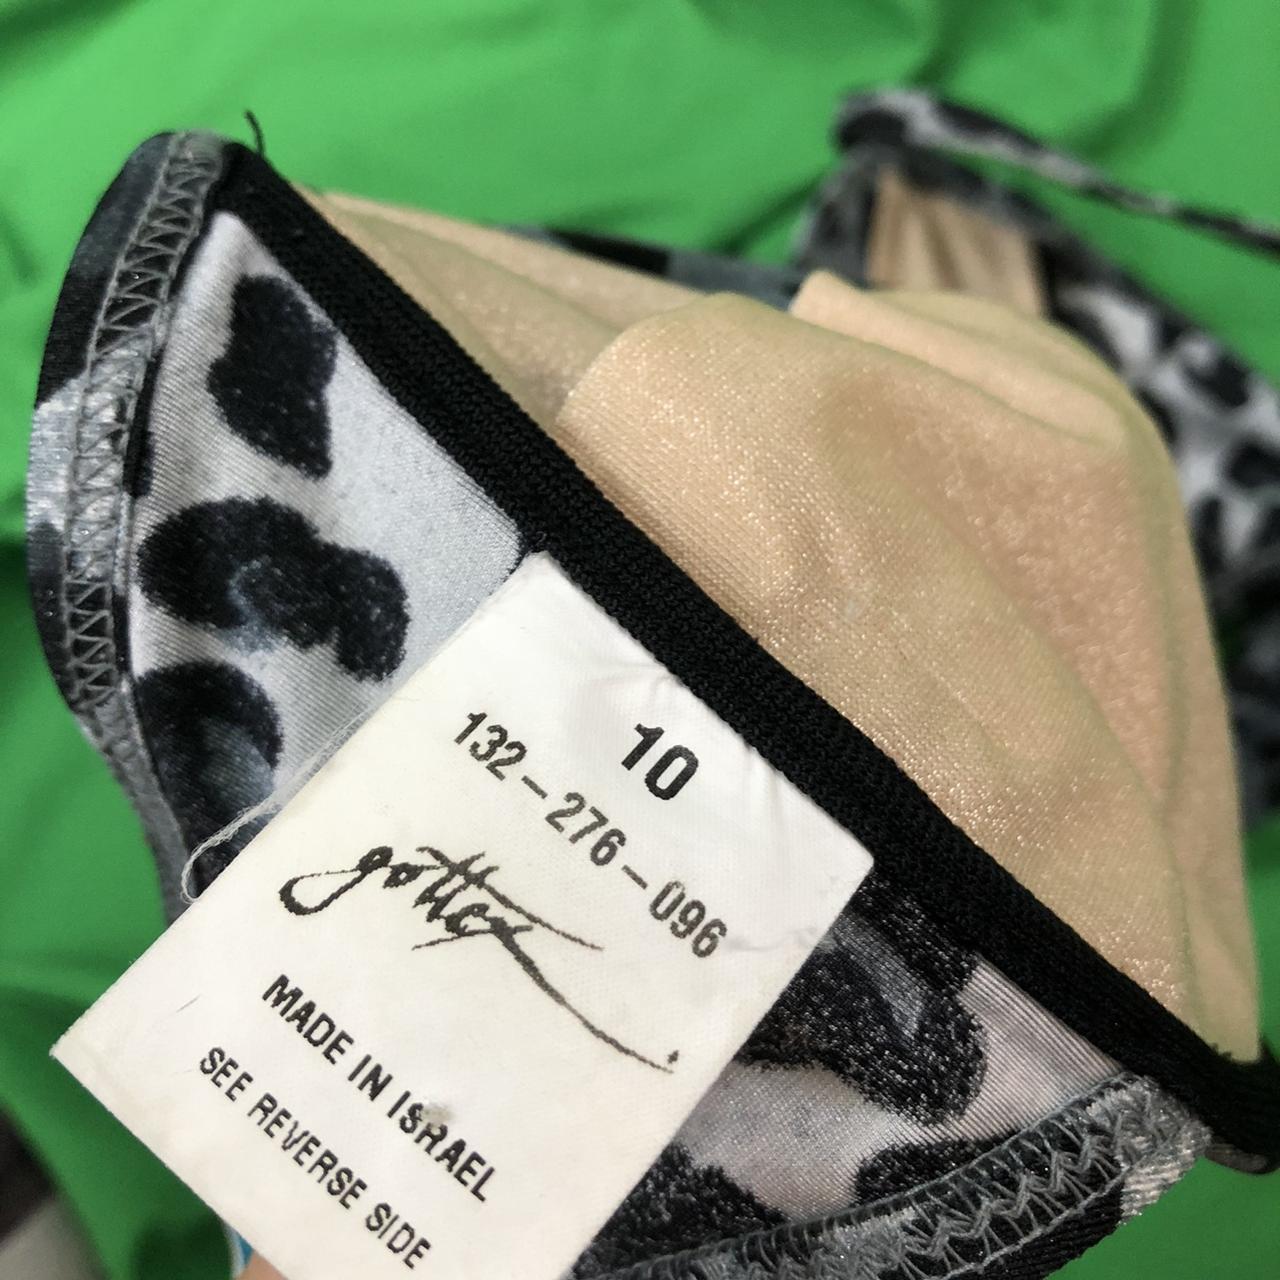 10
132-276-096
gottex
MADE IN ISRAEL
SEE REVERSE SIDE